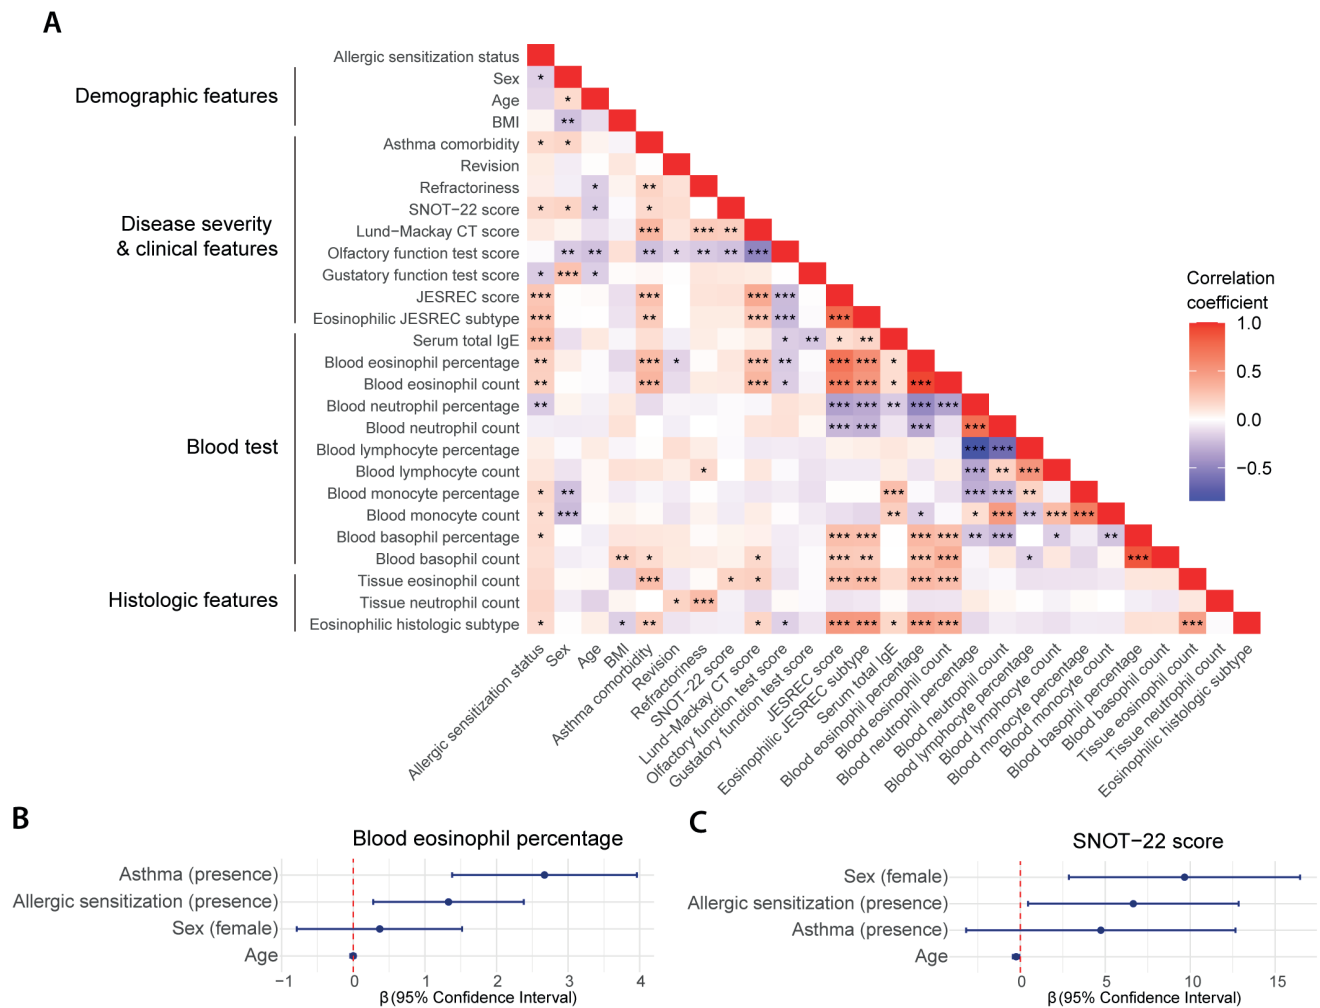 A
Allergic sensitization status
Demographic features
Sex *
Age *
BMI **
Disease severity
& clinical features
Asthma comorbidity * *
Revision
Refractoriness * **
SNOT−22 score * * * *
Lund−Mackay CT score *** *** **
Olfactory function test score ** ** ** * ** ** ***
Gustatory function test score * *** *
JESREC score *** *** *** ***
Eosinophilic JESREC subtype *** ** *** *** ***
Blood test
Serum total IgE *** * ** * **
Blood eosinophil percentage ** *** * *** ** *** *** *
Blood eosinophil count ** *** *** * *** *** * ***
Blood neutrophil percentage ** *** *** ** *** ***
Blood neutrophil count *** *** *** ***
Blood lymphocyte percentage *** ***
Blood lymphocyte count * *** ** ***
Blood monocyte percentage * ** *** *** *** **
Blood monocyte count * *** ** * * *** ** *** ***
Blood basophil percentage * *** *** *** *** ** *** * **
Blood basophil count ** * * *** ** *** *** * ***
Histologic features
Tissue eosinophil count *** * * *** *** *** ***
Tissue neutrophil count * ***
Eosinophilic histologic subtype * * ** * * *** *** * *** *** ***
Allergic sensitization status
Sex
Age
BMI
Asthma comorbidity
Revision
Refractoriness
SNOT−22 score
Lund−Mackay CT score
Olfactory function test score
Gustatory function test score
JESREC score
Eosinophilic JESREC subtype
Serum total IgE
Blood eosinophil percentage
Blood eosinophil count
Blood neutrophil percentage
Blood neutrophil count
Blood lymphocyte percentage
Blood lymphocyte count
Blood monocyte percentage
Blood monocyte count
Blood basophil percentage
Blood basophil count
Tissue eosinophil count
Tissue neutrophil count
Eosinophilic histologic subtype
Correlation
coefficient
1.0
0.5
0.0
−0.5
B
Blood eosinophil percentage
Asthma (presence)
Allergic sensitization (presence)
Sex (female)
Age
−1 0 1 2 3 4
β (95% Confidence Interval)
C
SNOT−22 score
Sex (female)
Allergic sensitization (presence)
Asthma (presence)
Age
0 5 10 15
β (95% Confidence Interval)